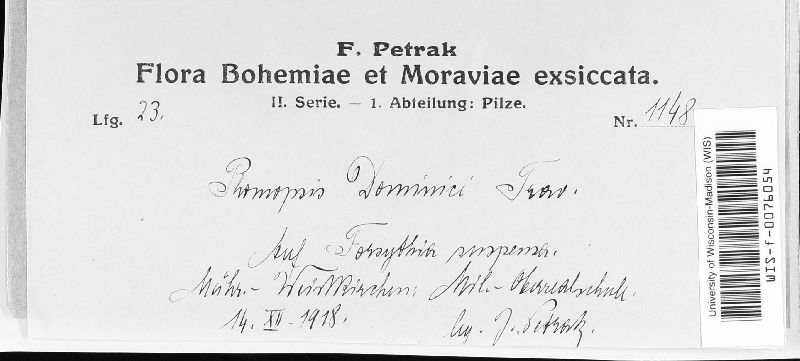 F. Petrak
Flora Bohemiae et Moraviae exsiccata.
II. Serie. — 1. Abteilung: Pilze.
Lfg. 23.
Nr. 1148
Phomopsis Dominici Trav.
Auf Forsythia suspensa.
Mähr.- Weisskirchen: Mil.- Oberrealschule.
14. XII. 1918.
lg. J. Petrak.
University of Wisconsin-Madison (WIS)
WIS-f-0076054